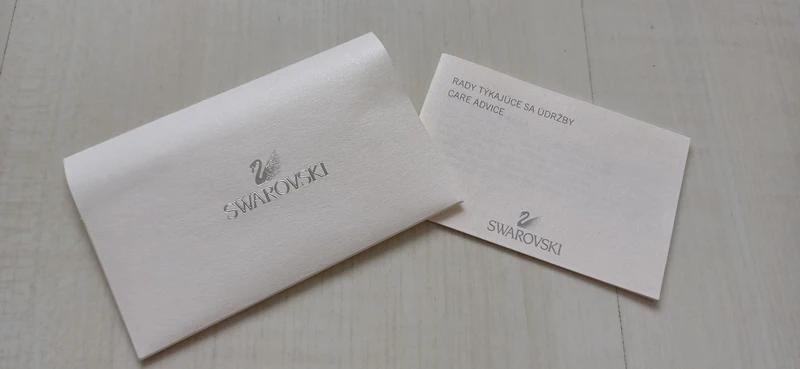 SWAROVSKI
RADY TÝKAJÚCE SA ÚDRŽBY
CARE ADVICE
SWAROVSKI